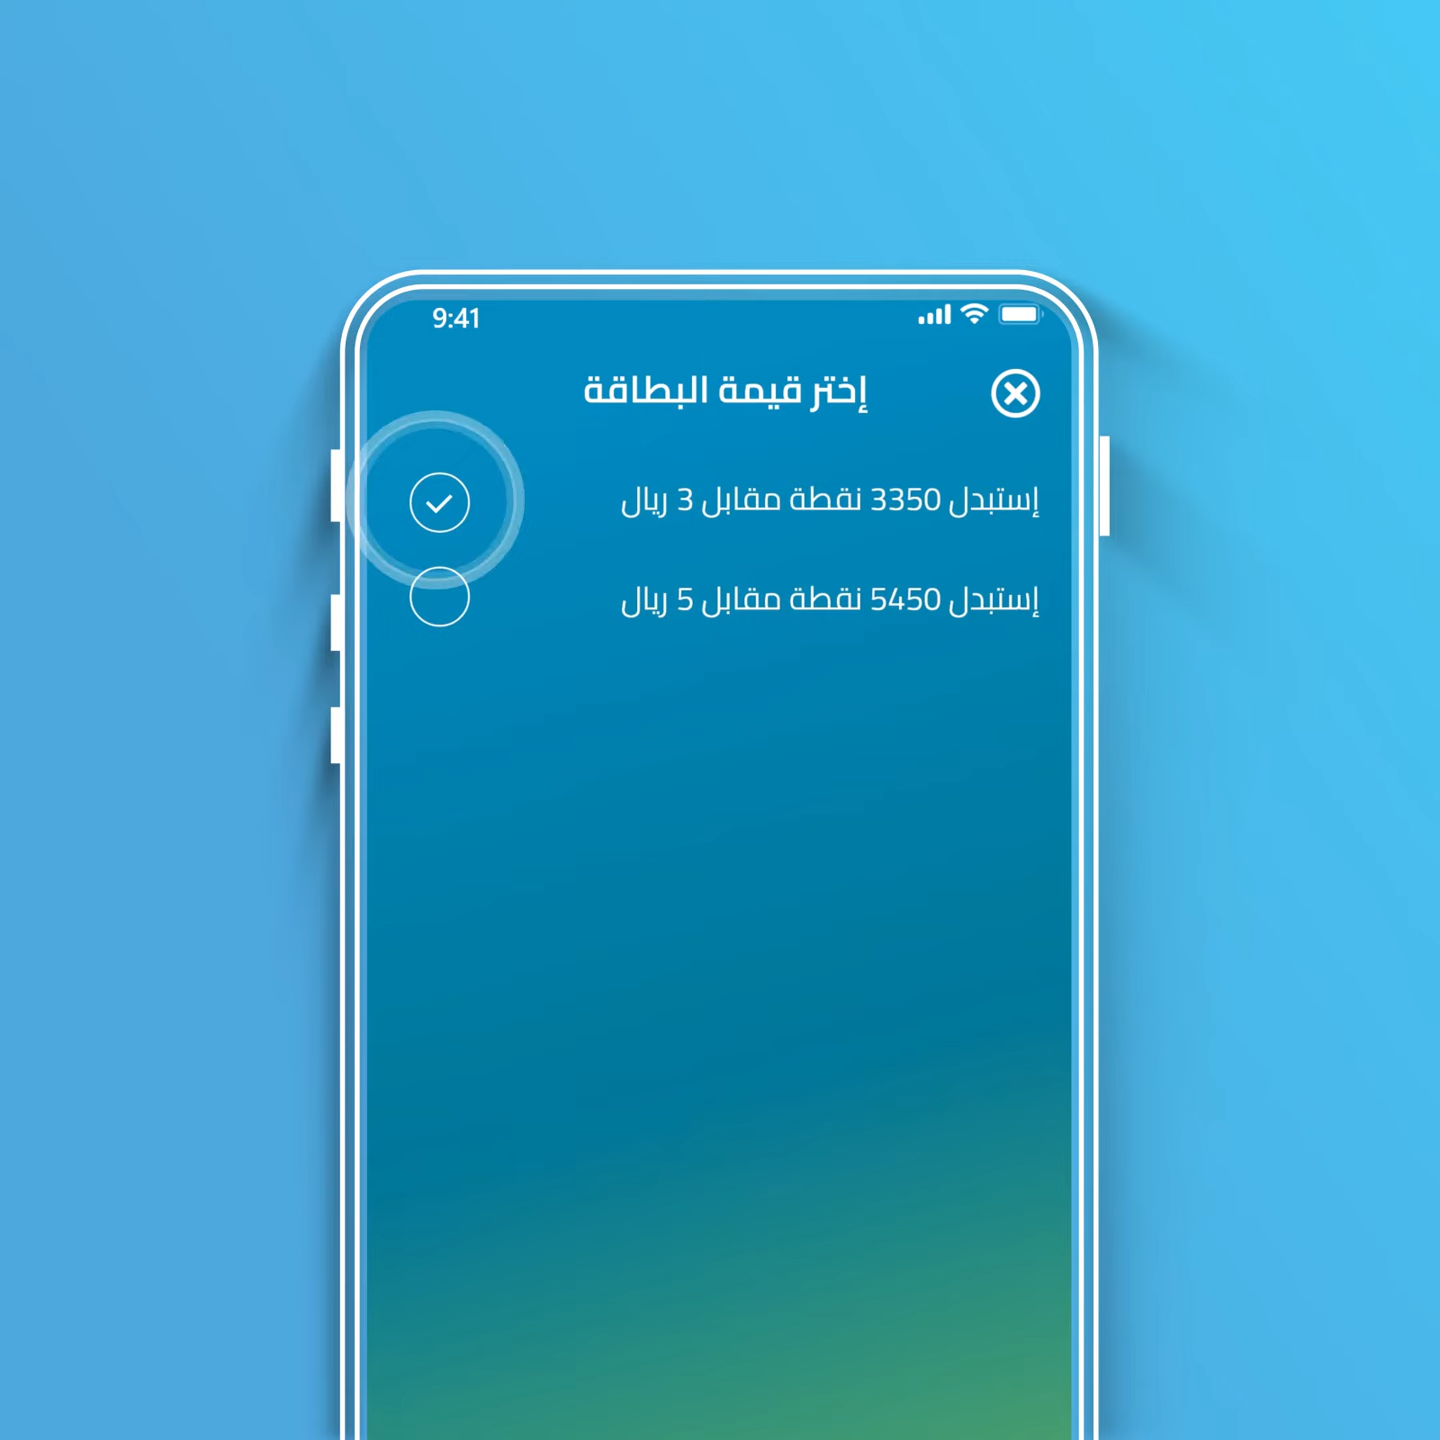 9:41
إختر قيمة البطاقة
إستبدل 3350 نقطة مقابل 3 ريال
إستبدل 5450 نقطة مقابل 5 ريال